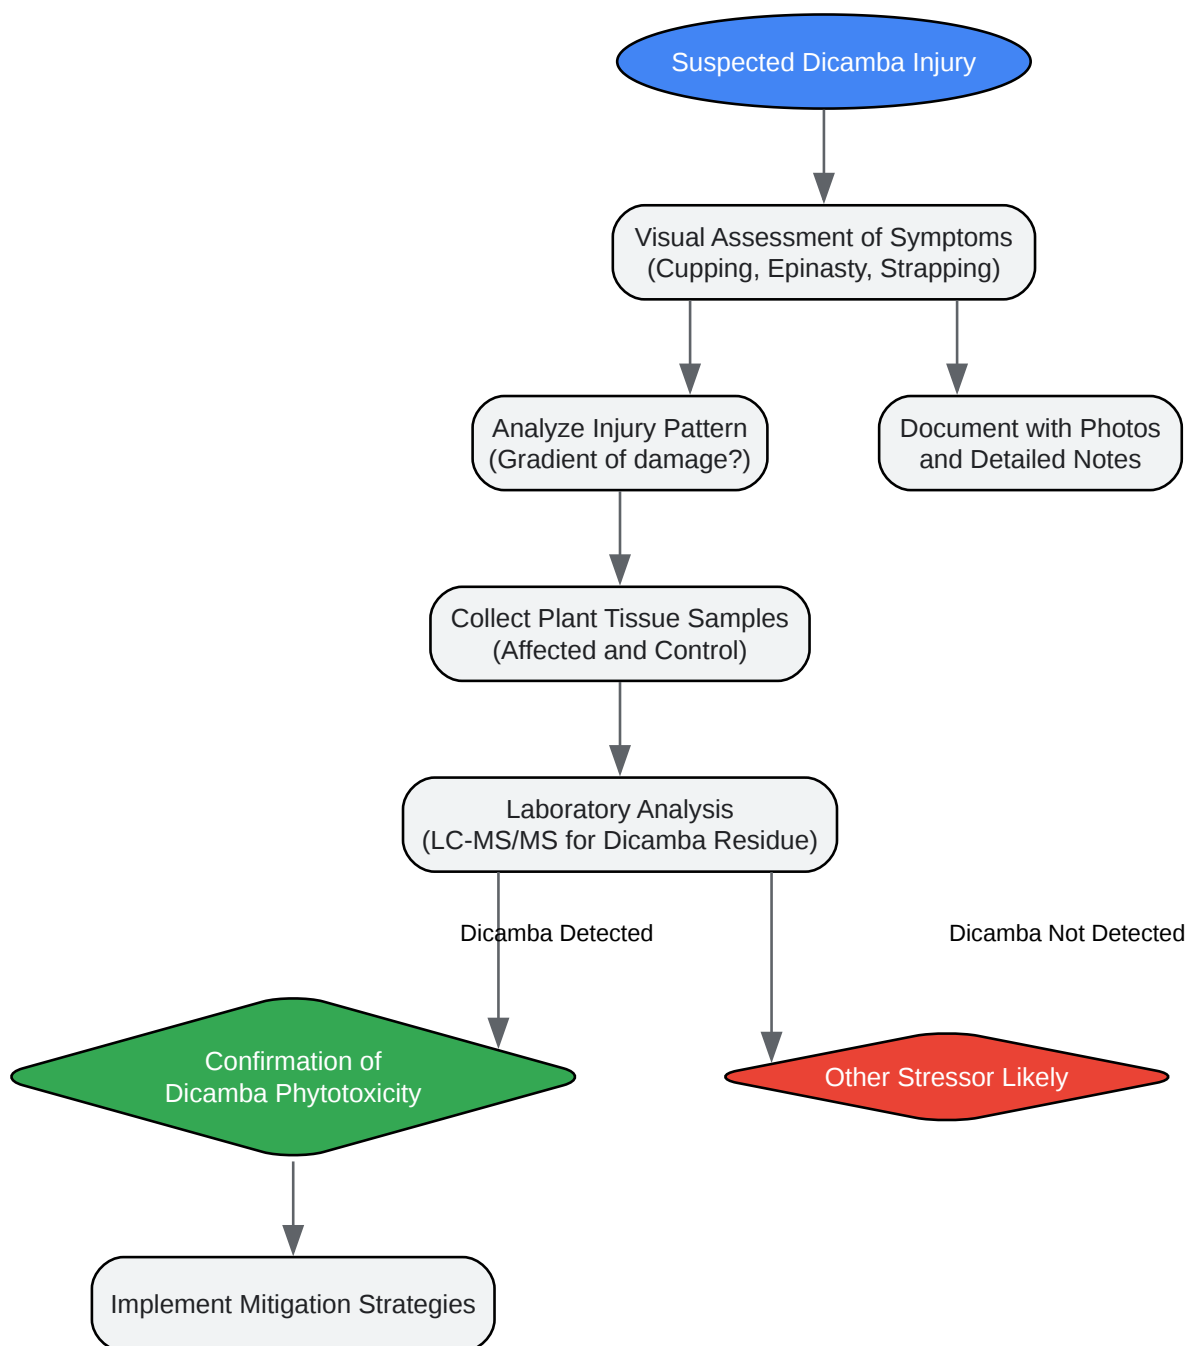 Suspected Dicamba Injury
Visual Assessment of Symptoms
(Cupping, Epinasty, Strapping)
Analyze Injury Pattern
(Gradient of damage?)
Document with Photos
and Detailed Notes
Collect Plant Tissue Samples
(Affected and Control)
Laboratory Analysis
(LC-MS/MS for Dicamba Residue)
Dicamba Detected
Dicamba Not Detected
Confirmation of
Dicamba Phytotoxicity
Other Stressor Likely
Implement Mitigation Strategies